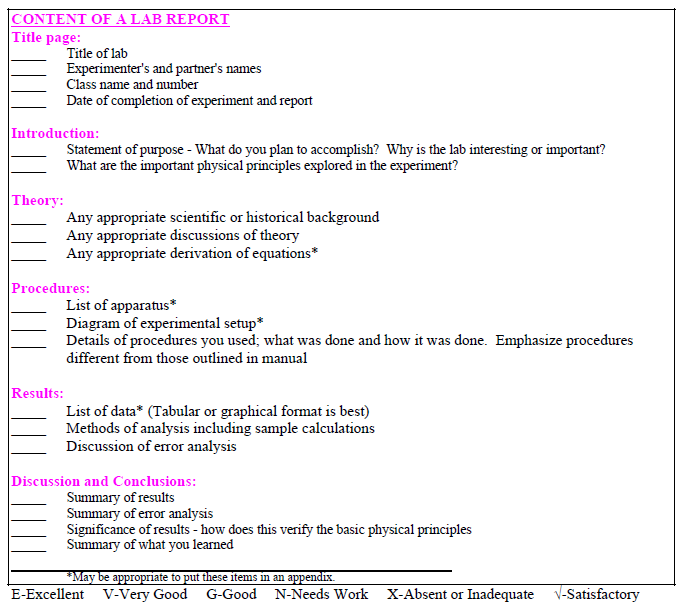 CONTENT OF A LAB REPORT
Title page:
_____ Title of lab
_____ Experimenter's and partner's names
_____ Class name and number
_____ Date of completion of experiment and report
Introduction:
_____ Statement of purpose - What do you plan to accomplish? Why is the lab interesting or important?
_____ What are the important physical principles explored in the experiment?
Theory:
_____ Any appropriate scientific or historical background
_____ Any appropriate discussions of theory
_____ Any appropriate derivation of equations*
Procedures:
_____ List of apparatus*
_____ Diagram of experimental setup*
_____ Details of procedures you used; what was done and how it was done. Emphasize procedures
different from those outlined in manual
Results:
_____ List of data* (Tabular or graphical format is best)
_____ Methods of analysis including sample calculations
_____ Discussion of error analysis
Discussion and Conclusions:
_____ Summary of results
_____ Summary of error analysis
_____ Significance of results - how does this verify the basic physical principles
_____ Summary of what you learned
*May be appropriate to put these items in an appendix.
E-Excellent V-Very Good G-Good N-Needs Work X-Absent or Inadequate √-Satisfactory